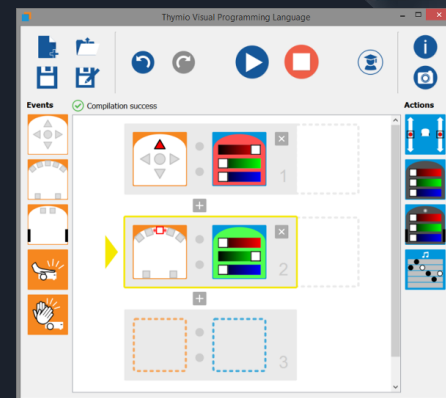 Thymio Visual Programming Language
Events
Compilation success
Actions
1
2
3